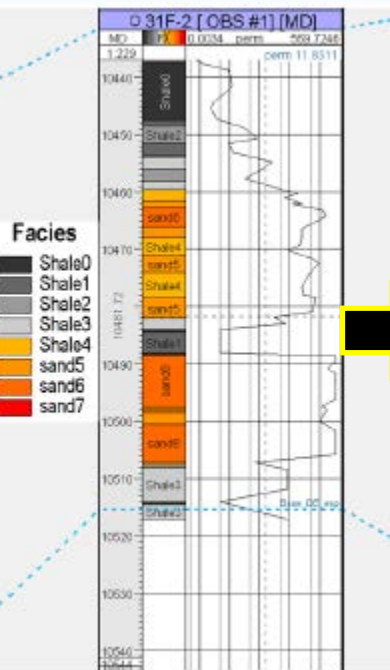 O 31F-2 [ OBS #1] [MD]
MD
0.0034 perm 569.7246
1:229
perm 11.8311
10440
Shale0
10450
Shale2
10460
sand6
10470
Shale4
sand5
Shale4
10481.72
sand5
Shale1
10490
sand6
10500
sand6
10510
Shale3
10520
10530
10540
Facies
Shale0
Shale1
Shale2
Shale3
Shale4
sand5
sand6
sand7